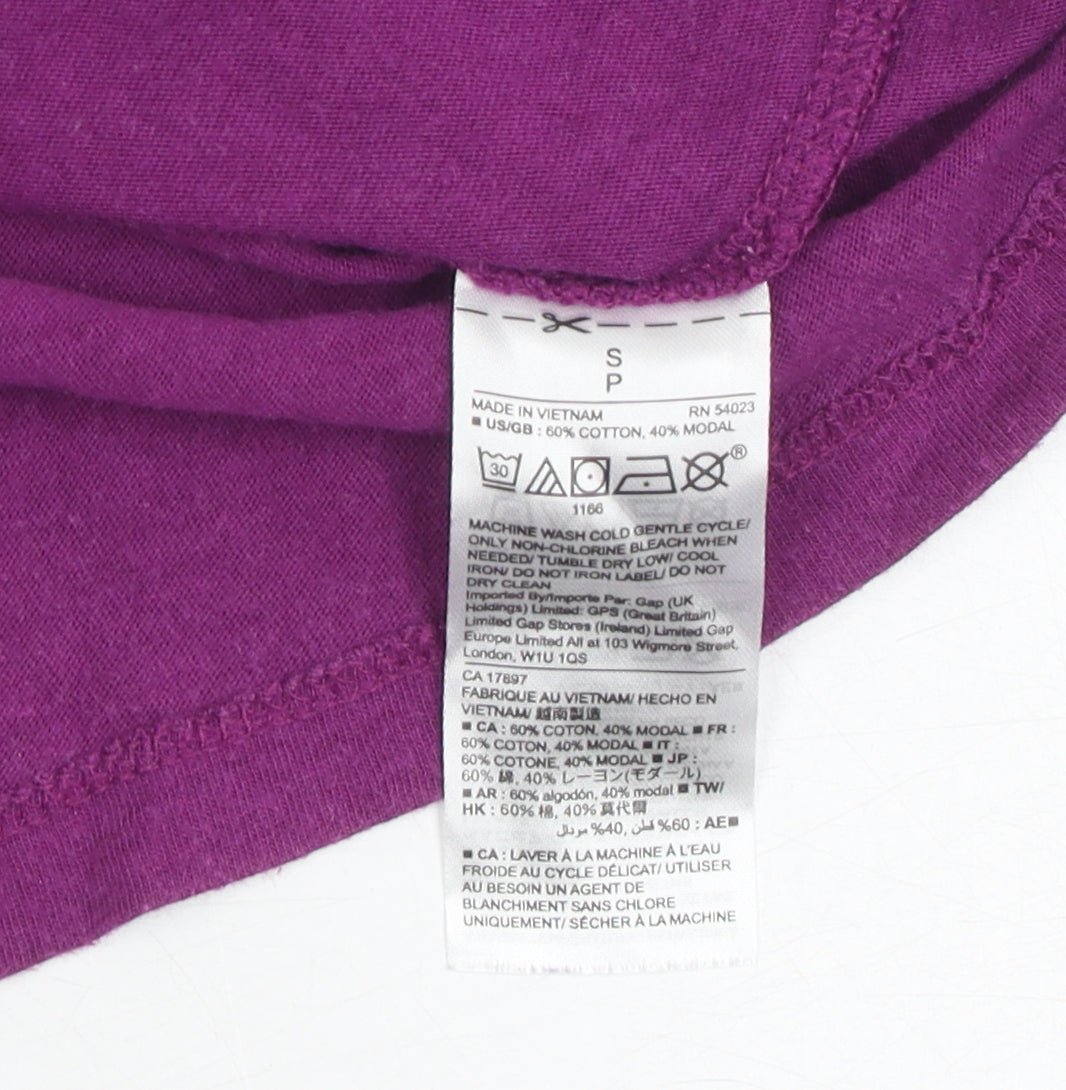 S
P
MADE IN VIETNAM RN 54023
■ US/GB : 60% COTTON, 40% MODAL
30
®
1166
MACHINE WASH COLD GENTLE CYCLE/
ONLY NON-CHLORINE BLEACH WHEN
NEEDED/ TUMBLE DRY LOW/ COOL
IRON/ DO NOT IRON LABEL/ DO NOT
DRY CLEAN
Imported By/Importe Par: Gap (UK
Holdings) Limited: GPS (Great Britain)
Limited Gap Stores (Ireland) Limited Gap
Europe Limited All at 103 Wigmore Street,
London, W1U 1QS
CA 17897
FABRIQUE AU VIETNAM/ HECHO EN
VIETNAM/ 越南製造
■ CA : 60% COTON, 40% MODAL ■ FR :
60% COTON, 40% MODAL ■ IT :
60% COTONE, 40% MODAL ■ JP :
60% 綿, 40% レーヨン(モダール)
■ AR : 60% algodón, 40% modal ■ TW/
HK : 60% 棉, 40% 莫代爾
■AE : 60% قطن, 40% مودال
■ CA : LAVER À LA MACHINE À L'EAU
FROIDE AU CYCLE DÉLICAT/ UTILISER
AU BESOIN UN AGENT DE
BLANCHIMENT SANS CHLORE
UNIQUEMENT/ SÉCHER À LA MACHINE